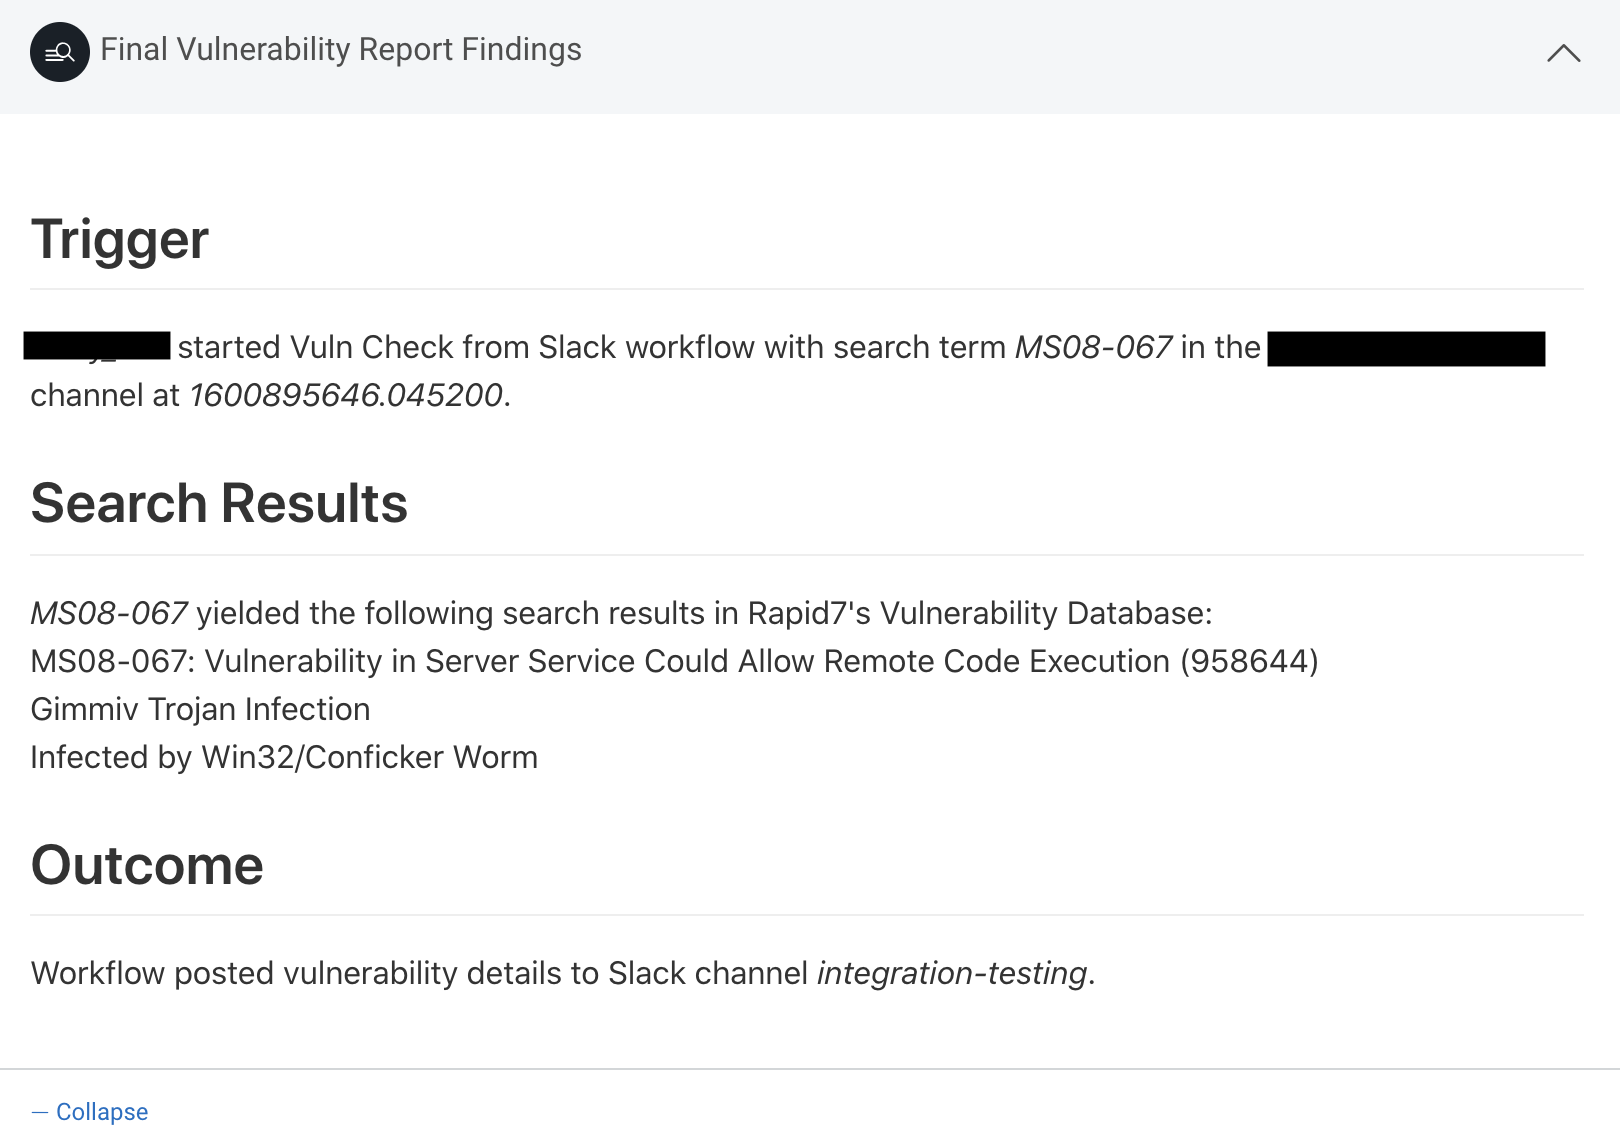 Final Vulnerability Report Findings
Trigger
started Vuln Check from Slack workflow with search term MS08-067 in the
channel at 1600895646.045200.
Search Results
MS08-067 yielded the following search results in Rapid7's Vulnerability Database:
MS08-067: Vulnerability in Server Service Could Allow Remote Code Execution (958644)
Gimmiv Trojan Infection
Infected by Win32/Conficker Worm
Outcome
Workflow posted vulnerability details to Slack channel integration-testing.
— Collapse